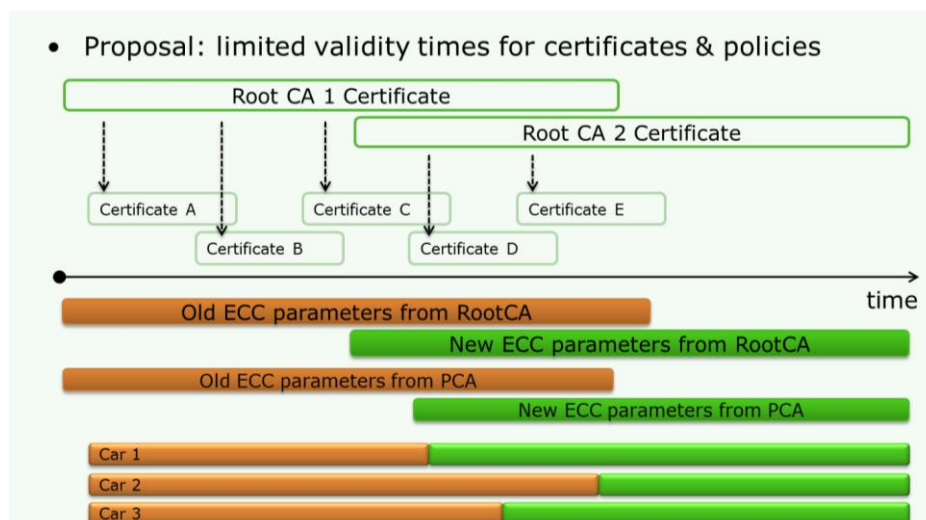 • Proposal: limited validity times for certificates & policies
Root CA 1 Certificate
Root CA 2 Certificate
Certificate A
Certificate C
Certificate E
Certificate B
Certificate D
time
Old ECC parameters from RootCA
New ECC parameters from RootCA
Old ECC parameters from PCA
New ECC parameters from PCA
Car 1
Car 2
Car 3